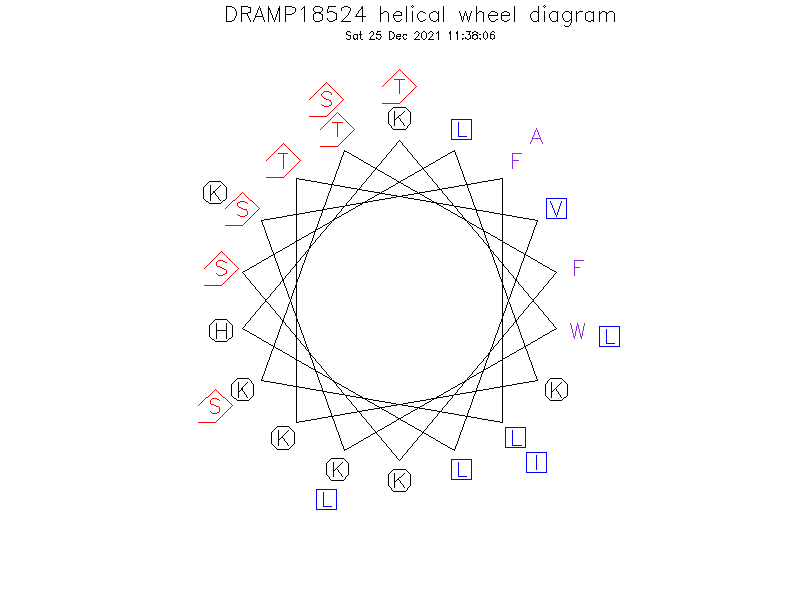 DRAMP18524 helical wheel diagram
Sat 25 Dec 2021 11:38:06
T
S
K
T
L
A
T
F
K
S
V
S
F
H
W
L
K
K
S
K
L
I
K
L
K
L